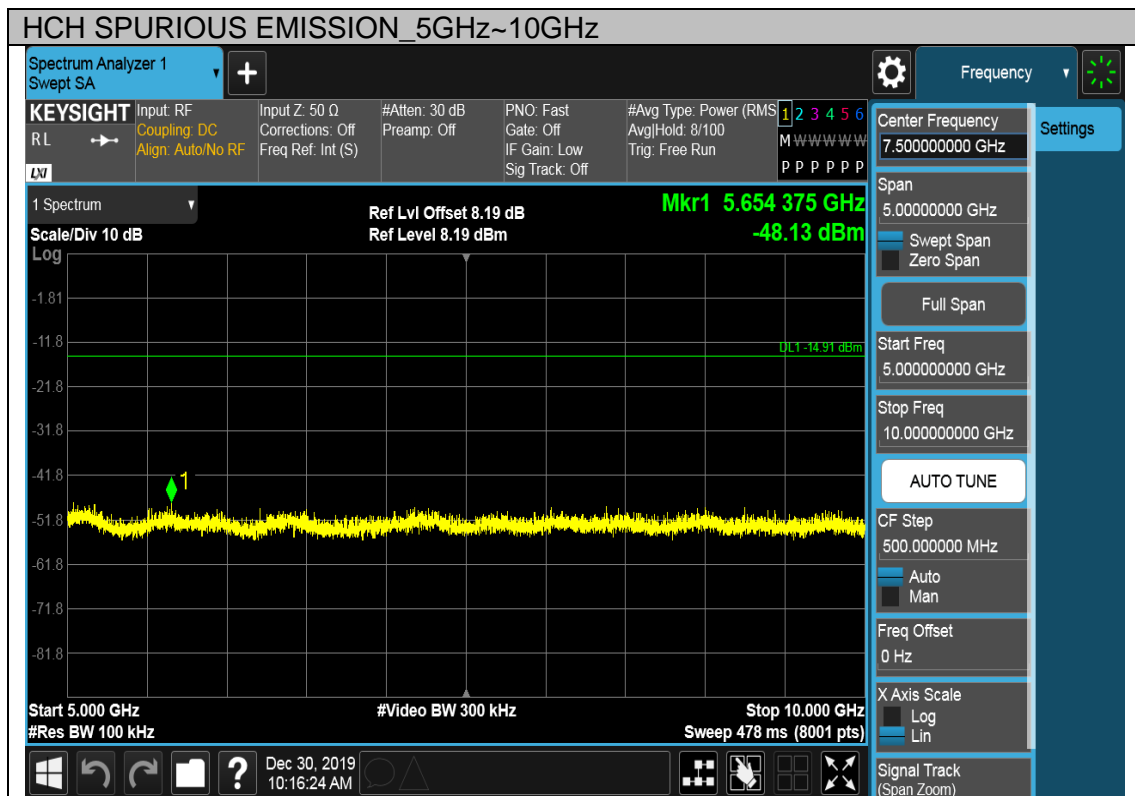 HCH SPURIOUS EMISSION_5GHz~10GHz
Spectrum Analyzer 1
Swept SA
Frequency
KEYSIGHT
R L
LXI
Input: RF
Coupling: DC
Align: Auto/No RF
Input Z: 50 Ω
Corrections: Off
Freq Ref: Int (S)
#Atten: 30 dB
Preamp: Off
PNO: Fast
Gate: Off
IF Gain: Low
Sig Track: Off
#Avg Type: Power (RMS
Avg|Hold: 8/100
Trig: Free Run
1 2 3 4 5 6
M W W W W W
P P P P P P
Center Frequency
7.500000000 GHz
Settings
Span
5.00000000 GHz
Swept Span
Zero Span
Full Span
Start Freq
5.000000000 GHz
Stop Freq
10.000000000 GHz
AUTO TUNE
CF Step
500.000000 MHz
Auto
Man
Freq Offset
0 Hz
X Axis Scale
Log
Lin
Signal Track
(Span Zoom)
1 Spectrum
Scale/Div 10 dB
Log
Ref Lvl Offset 8.19 dB
Ref Level 8.19 dBm
Mkr1 5.654 375 GHz
-48.13 dBm
-1.81
-11.8
DL1 -14.91 dBm
-21.8
-31.8
-41.8
1
-51.8
-61.8
-71.8
-81.8
Start 5.000 GHz
#Video BW 300 kHz
Stop 10.000 GHz
#Res BW 100 kHz
Sweep 478 ms (8001 pts)
?
Dec 30, 2019
10:16:24 AM